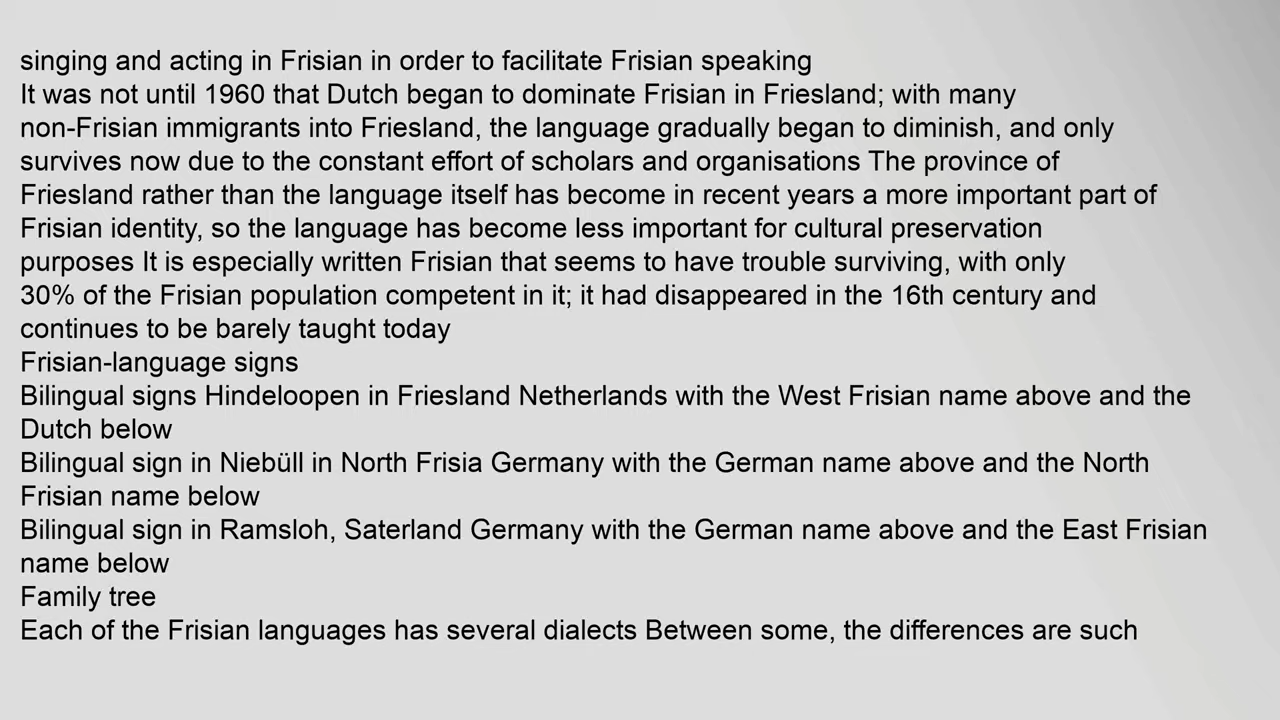 singing and acting in Frisian in order to facilitate Frisian speaking
It was not until 1960 that Dutch began to dominate Frisian in Friesland; with many
non-Frisian immigrants into Friesland, the language gradually began to diminish, and only
survives now due to the constant effort of scholars and organisations The province of
Friesland rather than the language itself has become in recent years a more important part of
Frisian identity, so the language has become less important for cultural preservation
purposes It is especially written Frisian that seems to have trouble surviving, with only
30% of the Frisian population competent in it; it had disappeared in the 16th century and
continues to be barely taught today
Frisian-language signs
Bilingual signs Hindeloopen in Friesland Netherlands with the West Frisian name above and the
Dutch below
Bilingual sign in Niebüll in North Frisia Germany with the German name above and the North
Frisian name below
Bilingual sign in Ramsloh, Saterland Germany with the German name above and the East Frisian
name below
Family tree
Each of the Frisian languages has several dialects Between some, the differences are such